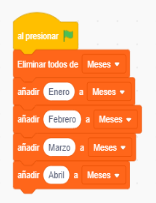 al presionar
Eliminar todos de Meses
añadir Enero a Meses
añadir Febrero a Meses
añadir Marzo a Meses
añadir Abril a Meses